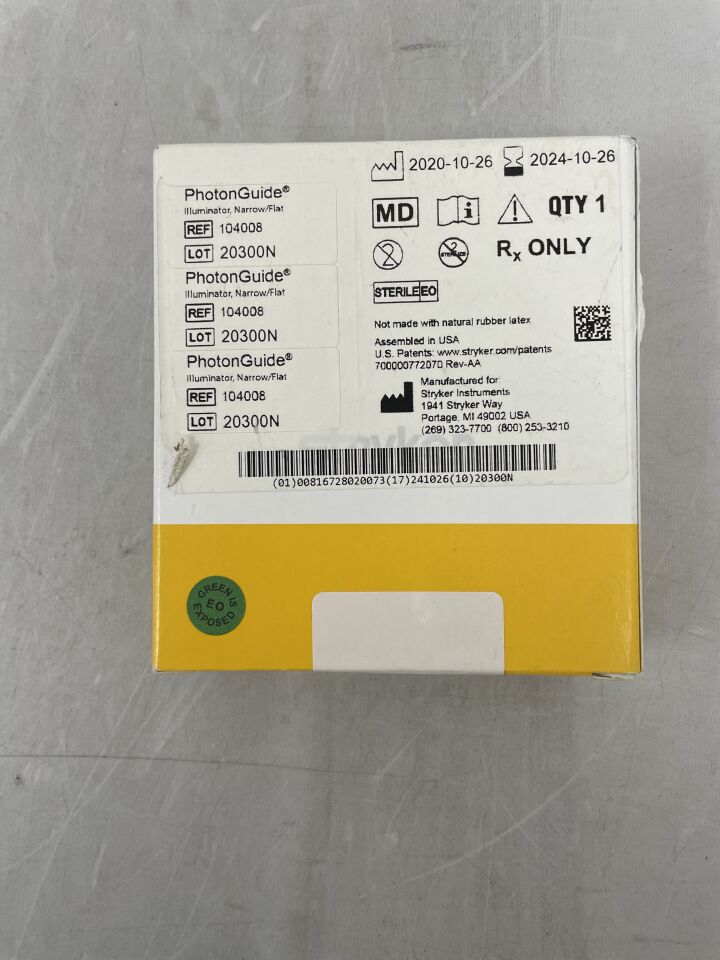 PhotonGuide®
Illuminator, Narrow/Flat
REF 104008
LOT 20300N
PhotonGuide®
Illuminator, Narrow/Flat
REF 104008
LOT 20300N
PhotonGuide®
Illuminator, Narrow/Flat
REF 104008
LOT 20300N
2020-10-26 2024-10-26
MD i QTY 1
2 2 STERILIZE Rx ONLY
STERILE EO
Not made with natural rubber latex
Assembled in USA
U.S. Patents: www.stryker.com/patents
700000772070 Rev-AA
Manufactured for:
Stryker Instruments
1941 Stryker Way
Portage, MI 49002 USA
(269) 323-7700 (800) 253-3210
stryker
(01)00816728020073(17)241026(10)20300N
GREEN IS
EO
EXPOSED